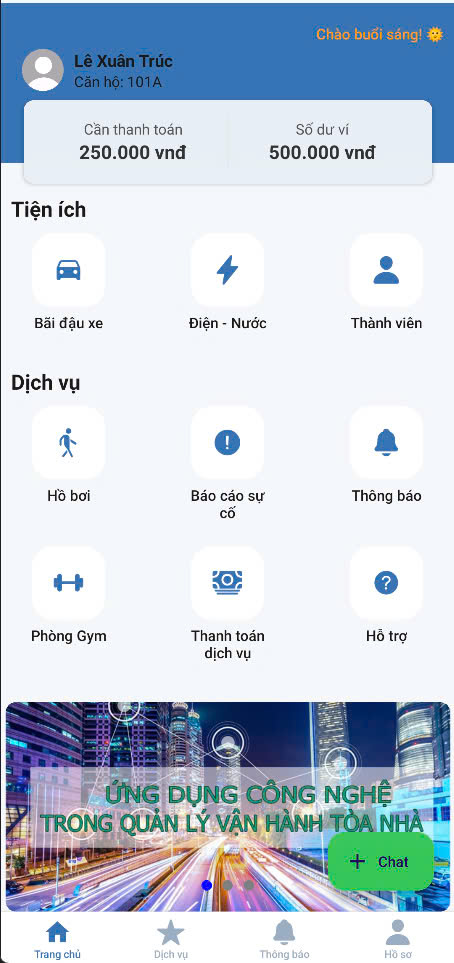 Chào buổi sáng! 🌞
Lê Xuân Trúc
Căn hộ: 101A
Cần thanh toán
Số dư ví
250.000 vnđ
500.000 vnđ
Tiện ích
Bãi đậu xe
Điện - Nước
Thành viên
Dịch vụ
Hồ bơi
Báo cáo sự
cố
Thông báo
Phòng Gym
Thanh toán
dịch vụ
Hỗ trợ
ỨNG DỤNG CÔNG NGHỆ
TRONG QUẢN LÝ VẬN HÀNH TÒA NHÀ
+ Chat
Trang chủ
Dịch vụ
Thông báo
Hồ sơ